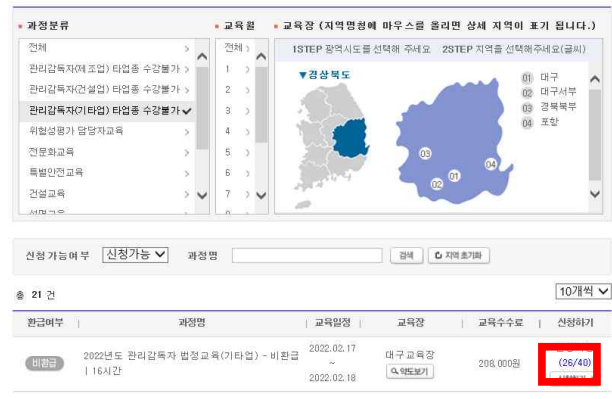 • 과정분류
• 교육월
• 교육장 (지역명칭에 마우스를 올리면 상세 지역이 표기 됩니다.)
전체 >
관리감독자(제조업) 타업종 수강불가 >
관리감독자(건설업) 타업종 수강불가 >
관리감독자(기타업) 타업종 수강불가
위험성평가 담당자교육 >
전문화교육 >
특별안전교육 >
건설교육 >
전체 >
1 >
2 >
3 >
4 >
5 >
6 >
7 >
1STEP 광역시도를 선택해 주세요 2STEP 지역을 선택해주세요(글씨)
▼경상북도
01 대구
02 대구서부
03 경북북부
04 포항
03
04
01
02
신청가능여부 신청가능 과정명 검색 지역 초기화
총 21 건
10개씩
환급여부 | 과정명 | 교육일정 | 교육장 | 교육수수료 | 신청하기
비환급
2022년도 관리감독자 법정교육(기타업) - 비환급
| 16시간
2022.02.17
~
2022.02.18
대구교육장
약도보기
208,000원
(26/40)